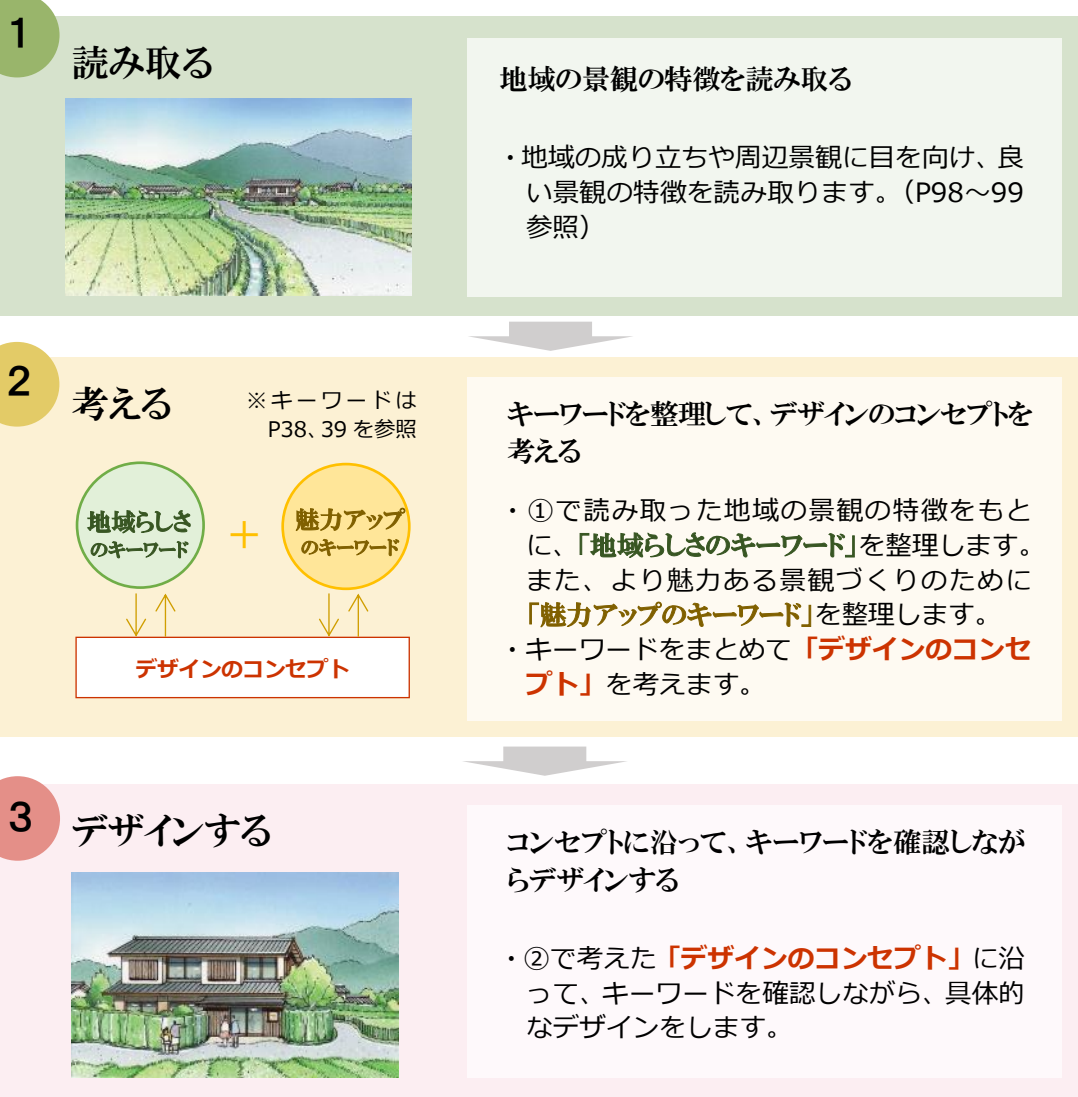 1
読み取る
地域の景観の特徴を読み取る
・地域の成り立ちや周辺景観に目を向け、良
い景観の特徴を読み取ります。（P98～99
参照）
2
考える
※キーワードは
P38、39 を参照
地域らしさ
のキーワード
＋
魅力アップ
のキーワード
デザインのコンセプト
キーワードを整理して、デザインのコンセプトを
考える
・①で読み取った地域の景観の特徴をもと
に、「地域らしさのキーワード」を整理します。
また、より魅力ある景観づくりのために
「魅力アップのキーワード」を整理します。
・キーワードをまとめて「デザインのコンセ
プト」を考えます。
3
デザインする
コンセプトに沿って、キーワードを確認しなが
らデザインする
・②で考えた「デザインのコンセプト」に沿
って、キーワードを確認しながら、具体的
なデザインをします。